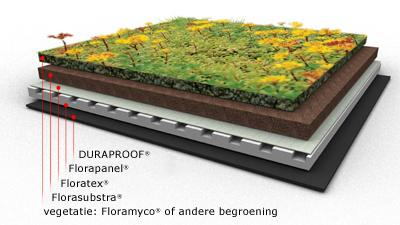 DURAPROOF®
Florapanel®
Floratex®
Florasubstra®
vegetatie: Floramyco® of andere begroening